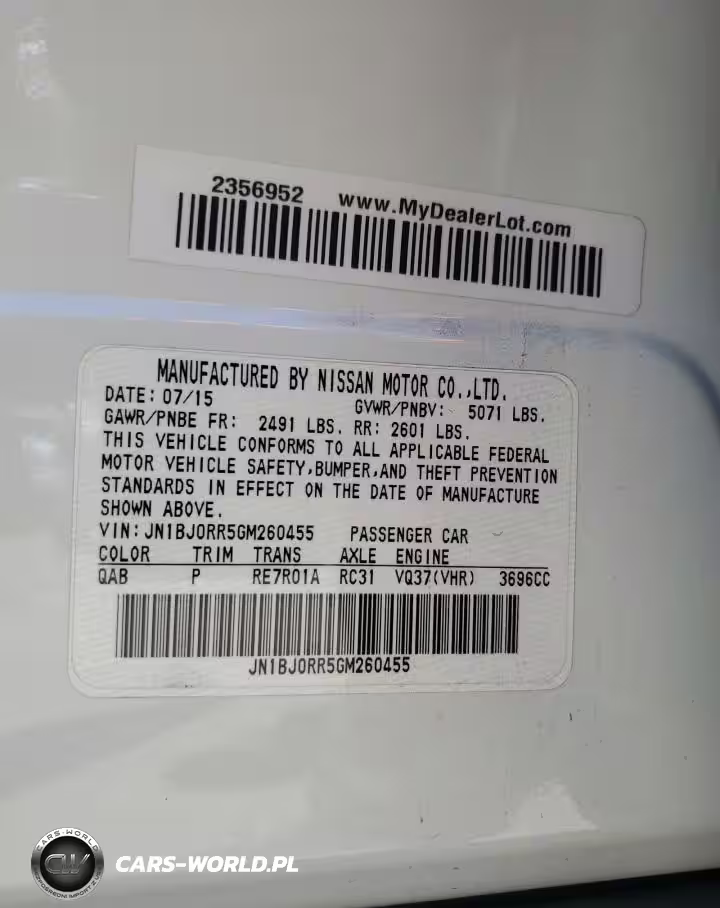 2356952 www.MyDealerLot.com
MANUFACTURED BY NISSAN MOTOR CO.,LTD.
DATE: 07/15 GVWR/PNBV: 5071 LBS.
GAWR/PNBE FR: 2491 LBS. RR: 2601 LBS.
THIS VEHICLE CONFORMS TO ALL APPLICABLE FEDERAL
MOTOR VEHICLE SAFETY,BUMPER,AND THEFT PREVENTION
STANDARDS IN EFFECT ON THE DATE OF MANUFACTURE
SHOWN ABOVE.
VIN: JN1BJ0RR5GM260455 PASSENGER CAR
COLOR TRIM TRANS AXLE ENGINE
QAB P RE7R01A RC31 VQ37(VHR) 3696CC
JN1BJ0RR5GM260455
CARS-WORLD
CW
CARS-WORLD.PL